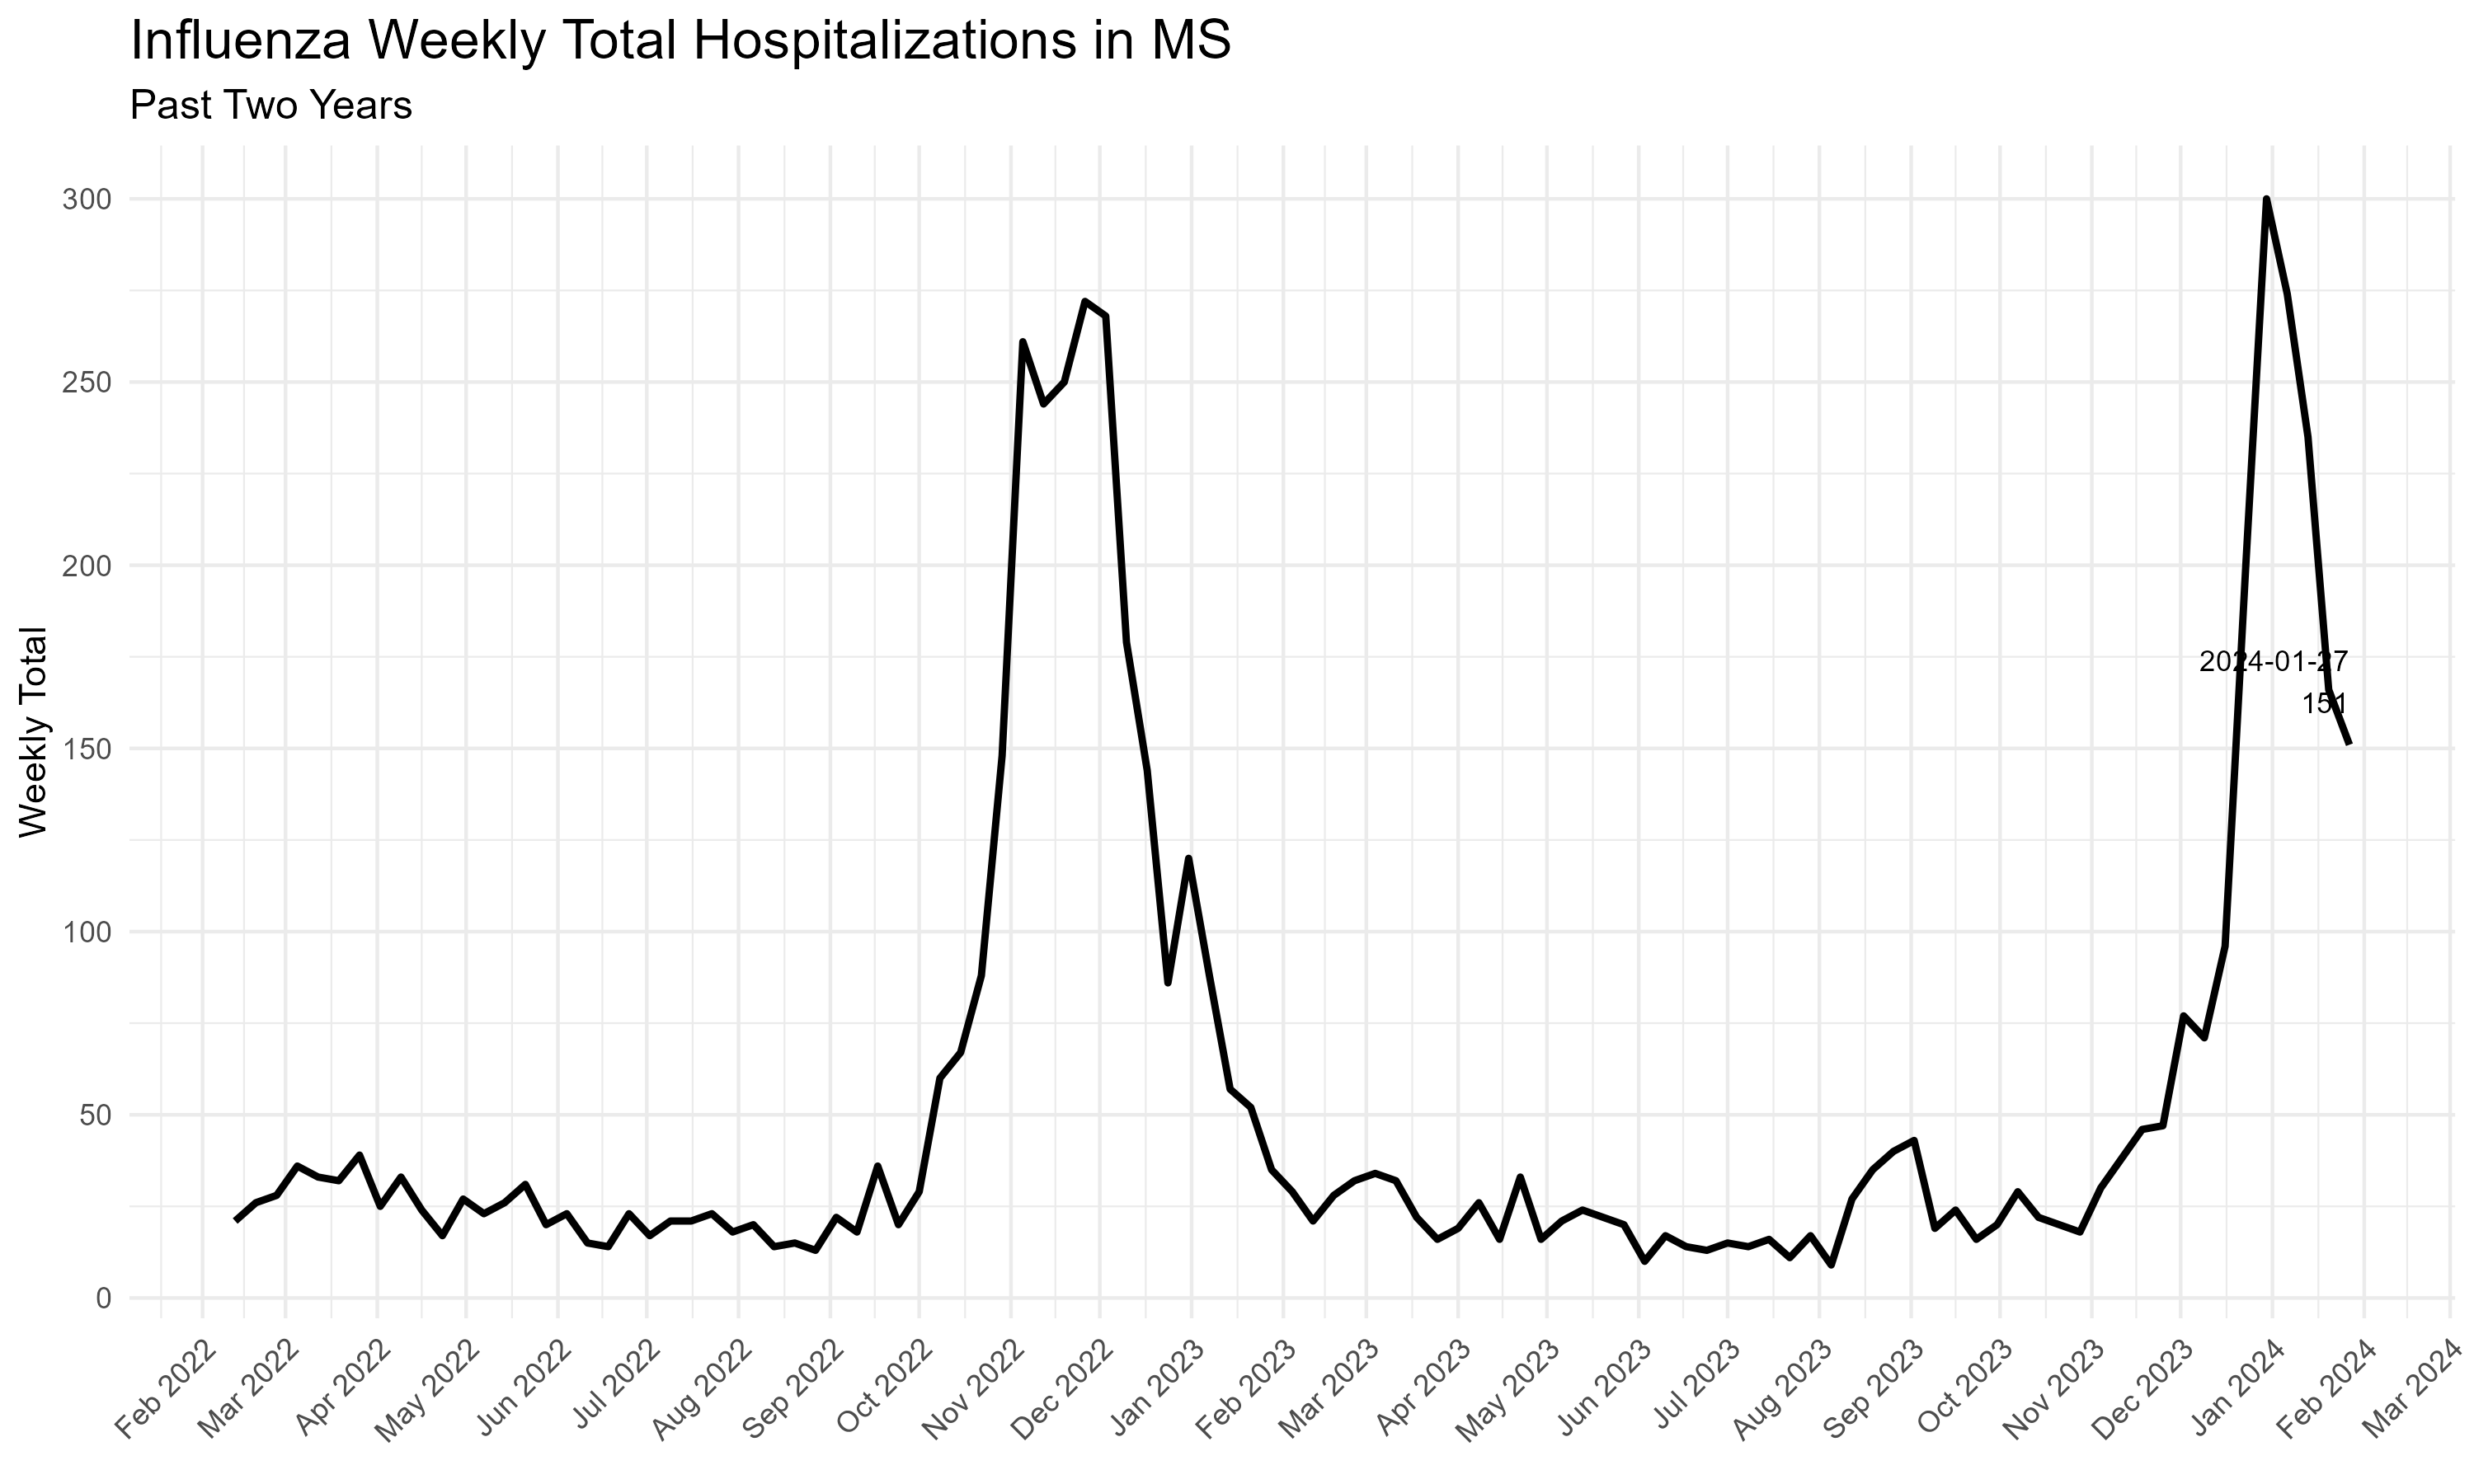 Influenza Weekly Total Hospitalizations in MS
Past Two Years
Weekly Total
300
250
200
150
100
50
0
2024-01-27
151
Feb 2022
Mar 2022
Apr 2022
May 2022
Jun 2022
Jul 2022
Aug 2022
Sep 2022
Oct 2022
Nov 2022
Dec 2022
Jan 2023
Feb 2023
Mar 2023
Apr 2023
May 2023
Jun 2023
Jul 2023
Aug 2023
Sep 2023
Oct 2023
Nov 2023
Dec 2023
Jan 2024
Feb 2024
Mar 2024